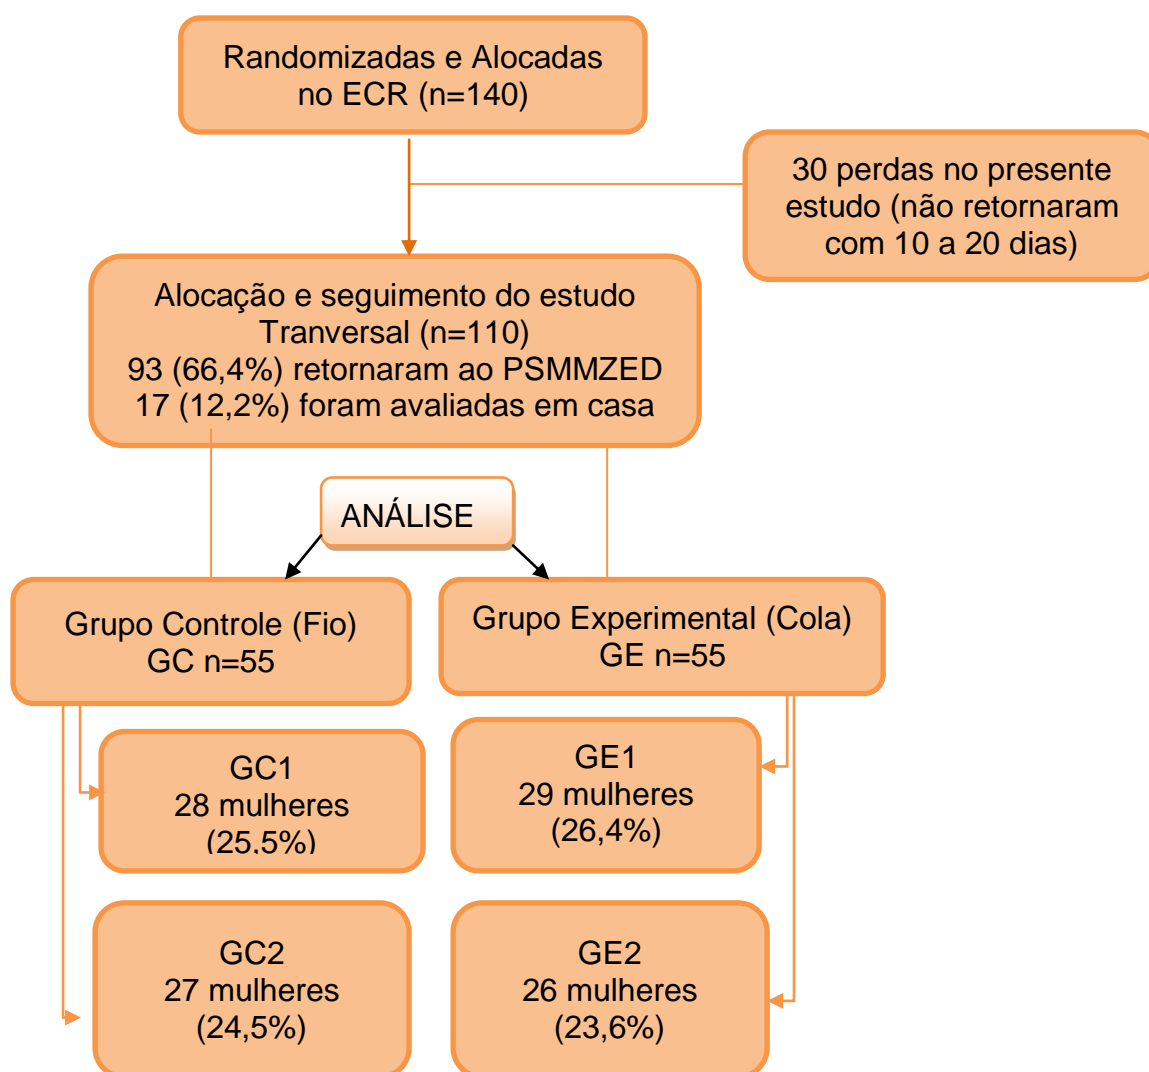 Randomizadas e Alocadas
no ECR (n=140)
30 perdas no presente
estudo (não retornaram
com 10 a 20 dias)
Alocação e seguimento do estudo
Tranversal (n=110)
93 (66,4%) retornaram ao PSMMZED
17 (12,2%) foram avaliadas em casa
ANÁLISE
Grupo Controle (Fio)
GC n=55
Grupo Experimental (Cola)
GE n=55
GC1
28 mulheres
(25,5%)
GE1
29 mulheres
(26,4%)
GC2
27 mulheres
(24,5%)
GE2
26 mulheres
(23,6%)